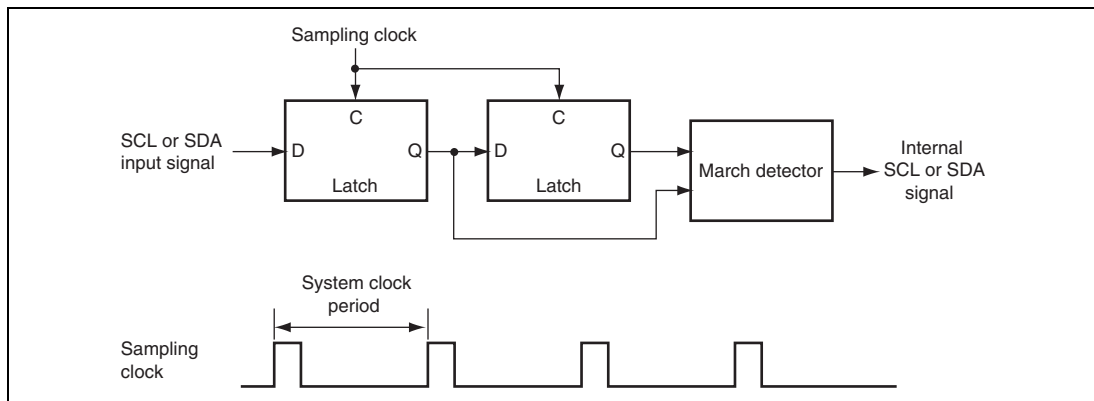 Sampling clock
C
C
SCL or SDA
input signal
D
Q
D
Q
Latch
Latch
March detector
Internal
SCL or SDA
signal
System clock
period
Sampling
clock